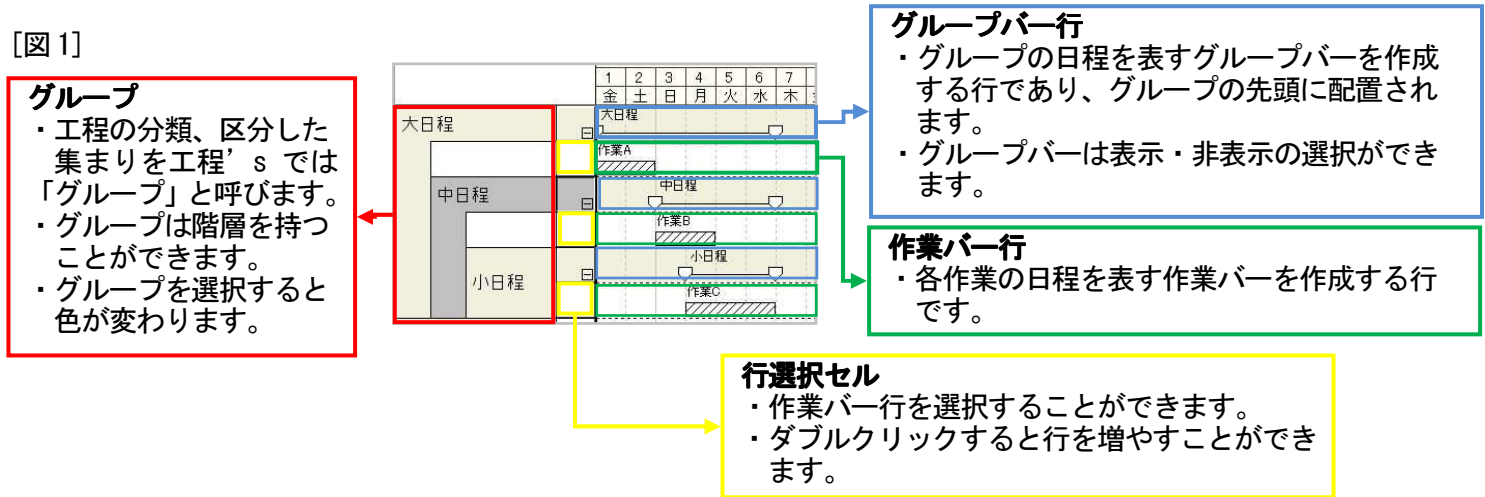 [図1]
グループ
・工程の分類、区分した
集まりを工程’s では
「グループ」と呼びます。
・グループは階層を持つ
ことができます。
・グループを選択すると
色が変わります。
1 2 3 4 5 6 7
金 土 日 月 火 水 木
大日程
大日程
作業A
中日程
中日程
作業B
小日程
小日程
作業C
グループバー行
・グループの日程を表すグループバーを作成
する行であり、グループの先頭に配置され
ます。
・グループバーは表示・非表示の選択ができ
ます。
作業バー行
・各作業の日程を表す作業バーを作成する行
です。
行選択セル
・作業バー行を選択することができます。
・ダブルクリックすると行を増やすことができ
ます。